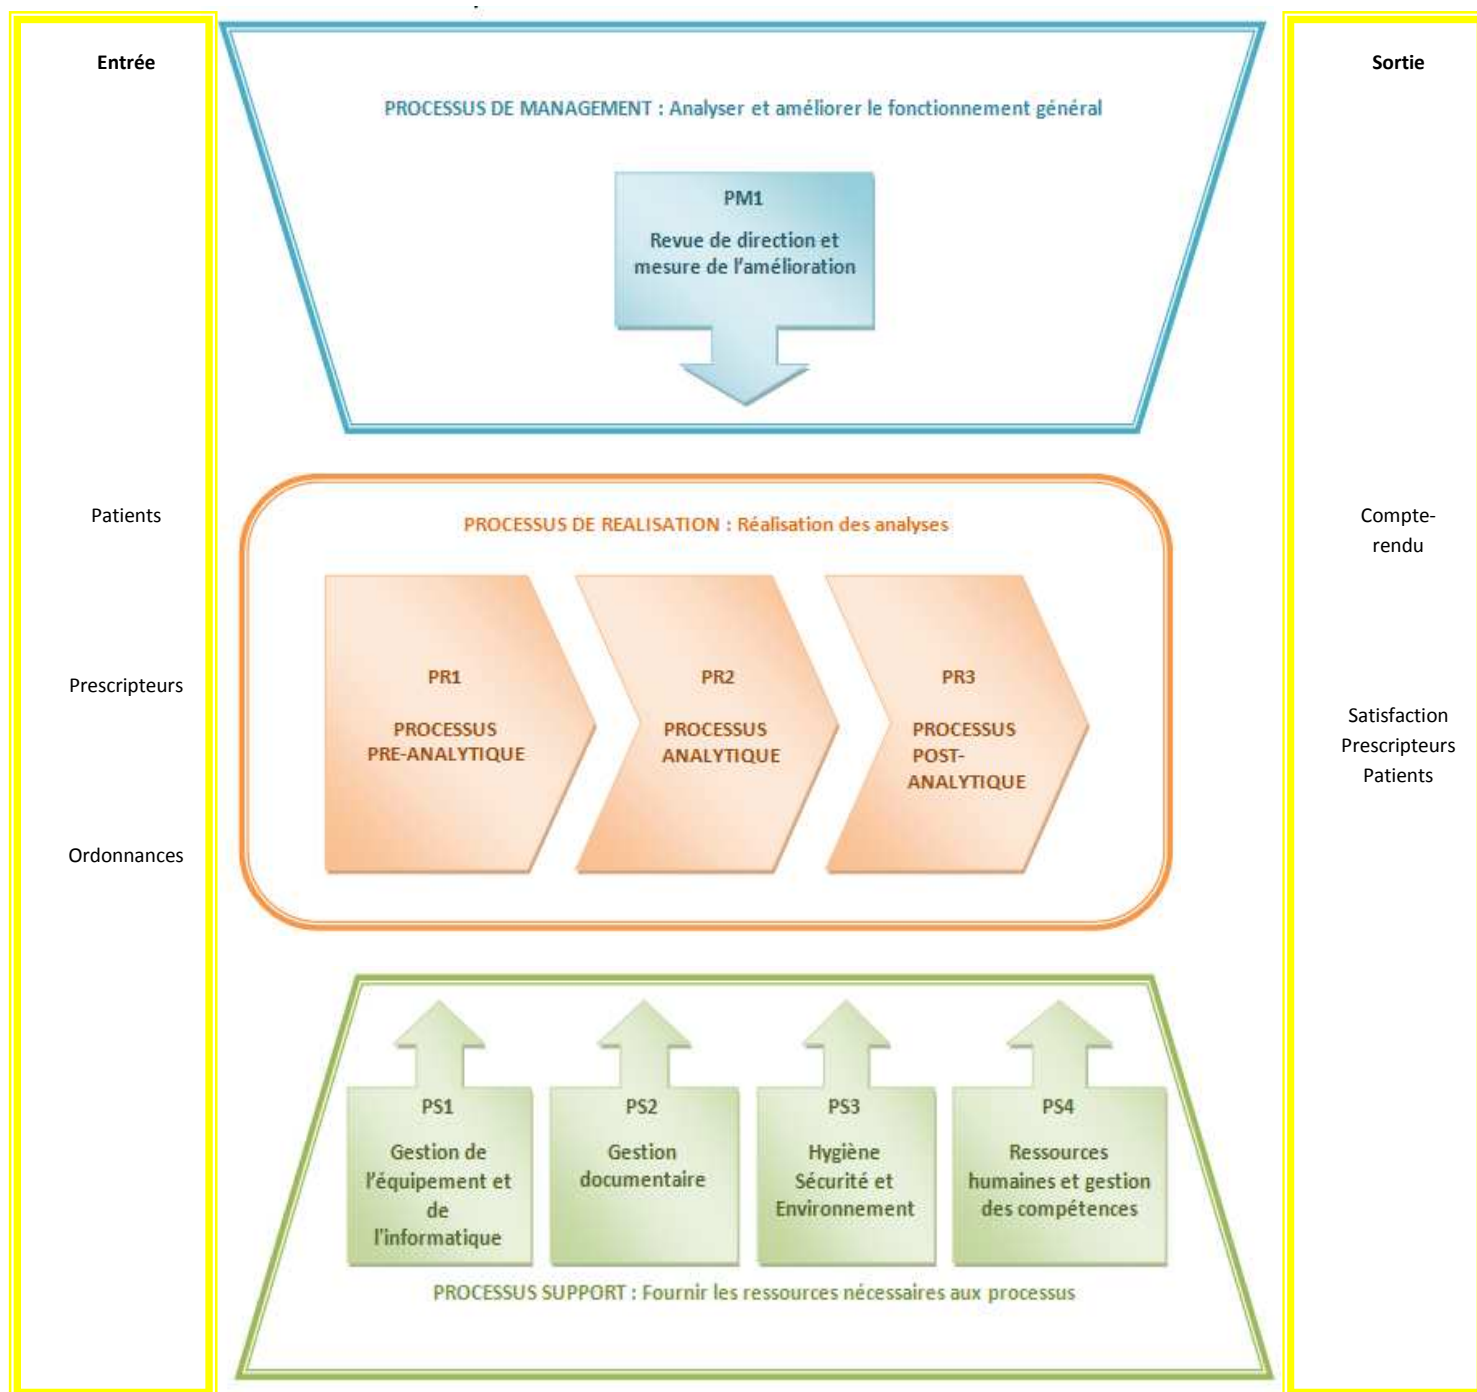 Entrée
Patients
Prescripteurs
Ordonnances
PROCESSUS DE MANAGEMENT : Analyser et améliorer le fonctionnement général
PM1
Revue de direction et
mesure de l'amélioration
PROCESSUS DE REALISATION : Réalisation des analyses
PR1
PROCESSUS
PRE-ANALYTIQUE
PR2
PROCESSUS
ANALYTIQUE
PR3
PROCESSUS
POST-
ANALYTIQUE
PS1
Gestion de
l'équipement et
de
l'informatique
PS2
Gestion
documentaire
PS3
Hygiène
Sécurité et
Environnement
PS4
Ressources
humaines et gestion
des compétences
PROCESSUS SUPPORT : Fournir les ressources nécessaires aux processus
Sortie
Compte-
rendu
Satisfaction
Prescripteurs
Patients